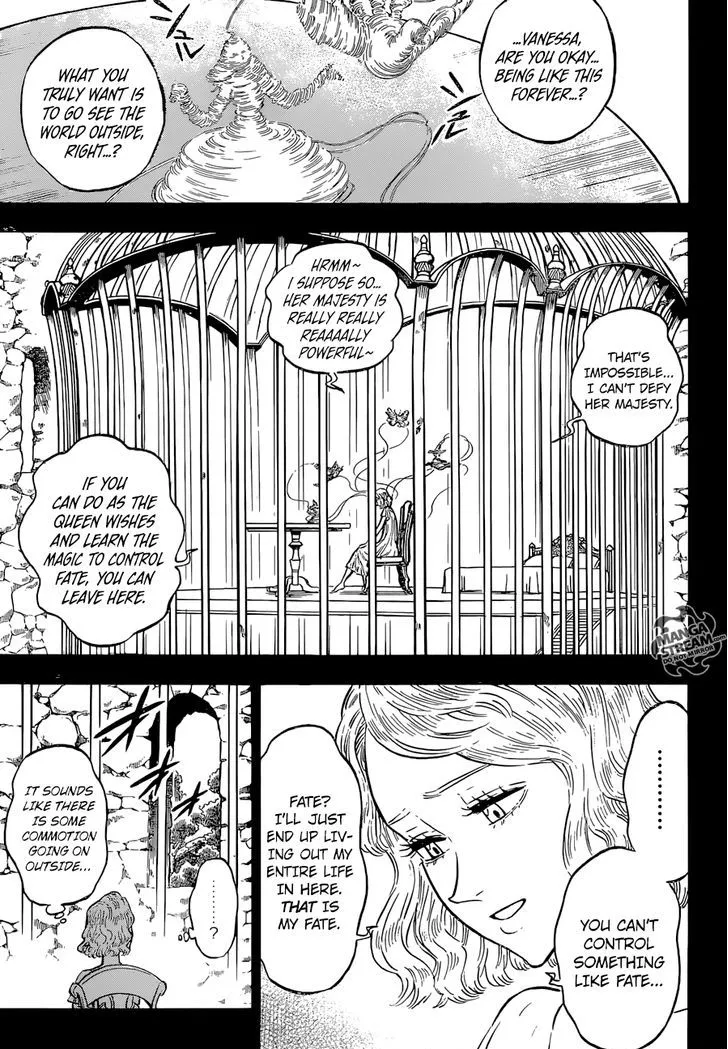 ...VANESSA,
ARE YOU OKAY...
BEING LIKE THIS
FOREVER...?
WHAT YOU
TRULY WANT IS
TO GO SEE THE
WORLD OUTSIDE,
RIGHT...?
THAT'S
IMPOSSIBLE...
I CAN'T DEFY
HER MAJESTY.
HRMM~
I SUPPOSE SO...
HER MAJESTY IS
REALLY REALLY
REAAAALLY
POWERFUL~
IF YOU
CAN DO AS THE
QUEEN WISHES
AND LEARN THE
MAGIC TO CONTROL
FATE, YOU CAN
LEAVE HERE.
MANGA
STREAM
.........
YOU CAN'T
CONTROL
SOMETHING
LIKE FATE...
FATE?
I'LL JUST
END UP LIV-
ING OUT MY
ENTIRE LIFE
IN HERE.
THAT IS
MY FATE.
......?
IT SOUNDS
LIKE THERE
IS SOME
COMMOTION
GOING ON
OUTSIDE...